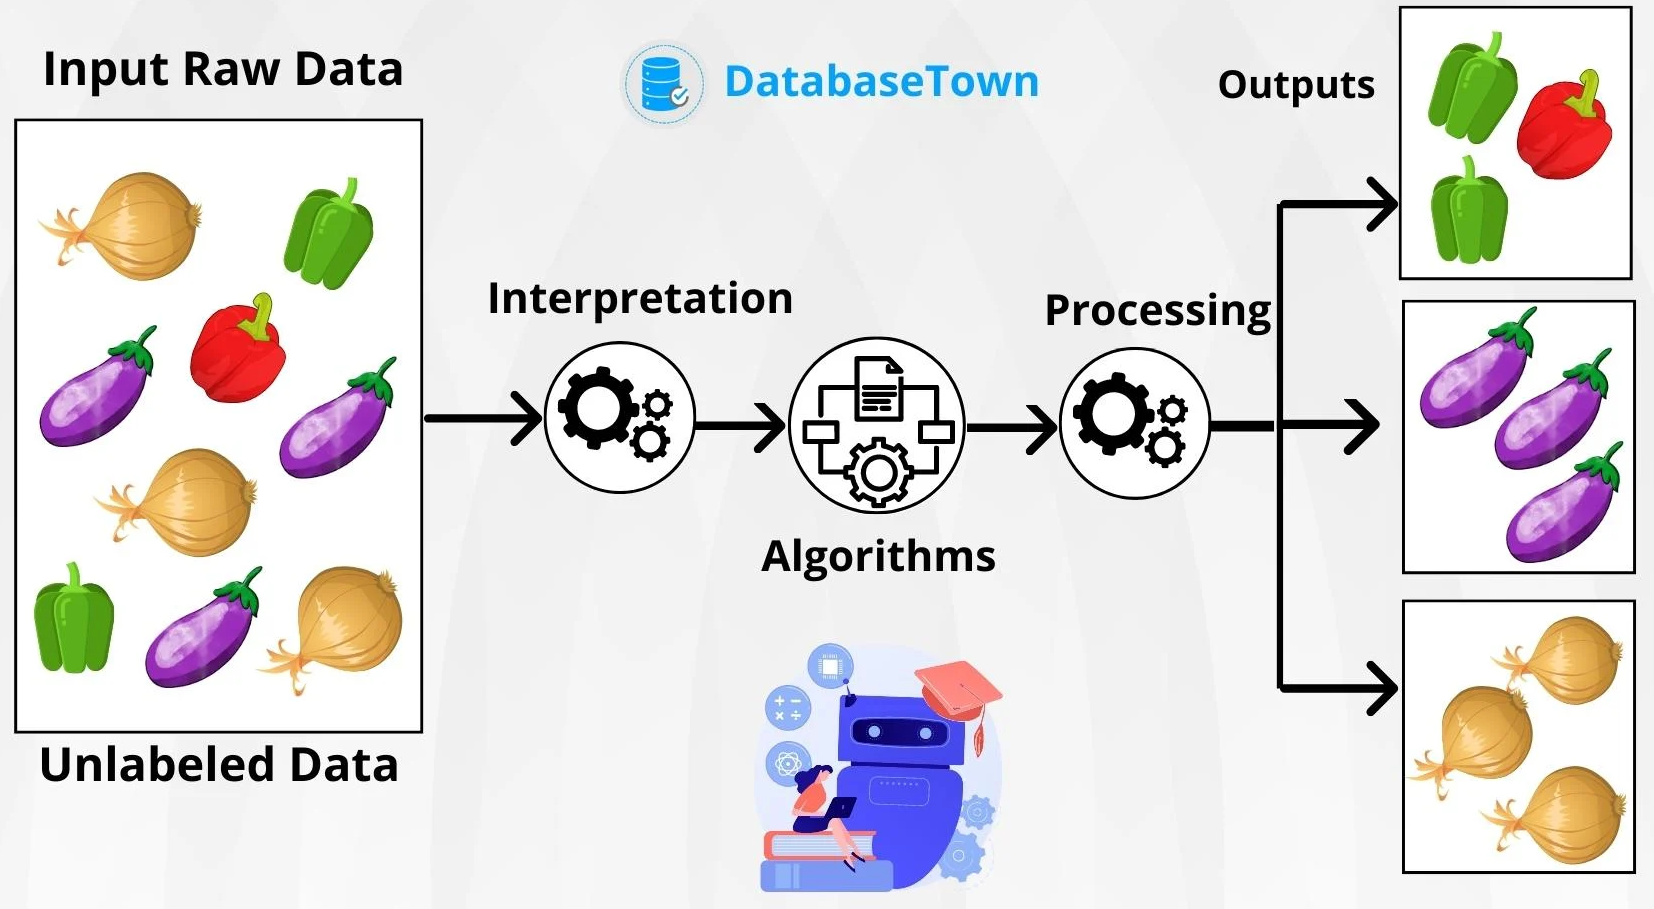 Input Raw Data
DatabaseTown
Outputs
Interpretation
Processing
Algorithms
Unlabeled Data